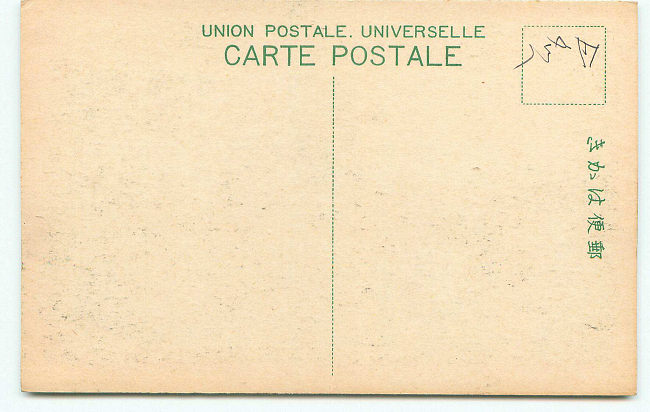 UNION POSTALE. UNIVERSELLE
CARTE POSTALE
きかは便郵